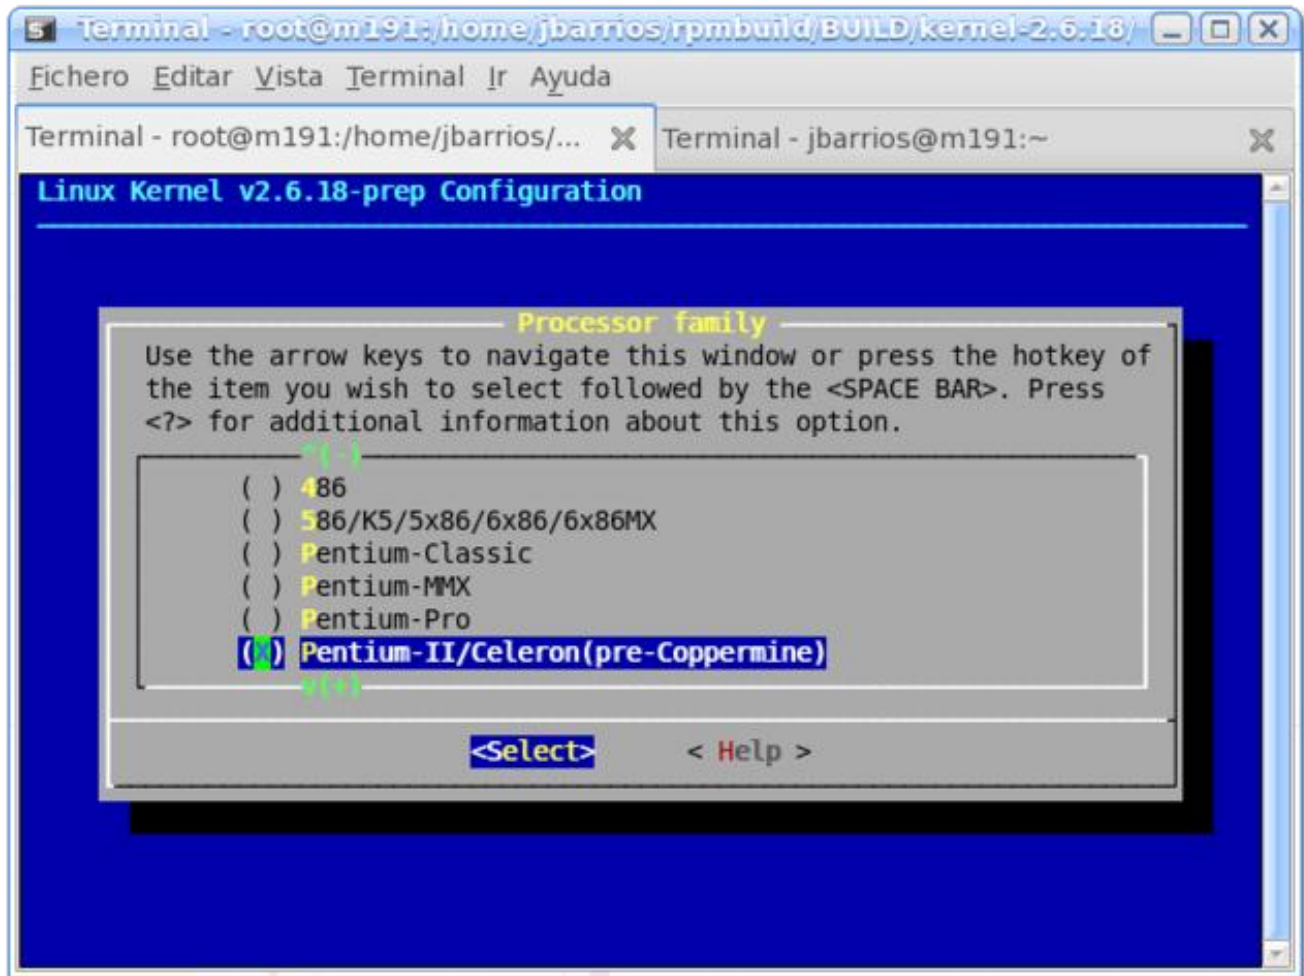 Terminal - root@m191:/home/jbarrios/rpmbuild/BUILD/kernel-2.6.18/
Fichero Editar Vista Terminal Ir Ayuda
Terminal - root@m191:/home/jbarrios/... Terminal - jbarrios@m191:~
Linux Kernel v2.6.18-prep Configuration
Processor family
Use the arrow keys to navigate this window or press the hotkey of
the item you wish to select followed by the <SPACE BAR>. Press
<?> for additional information about this option.
^(-)
( ) 486
( ) 586/K5/5x86/6x86/6x86MX
( ) Pentium-Classic
( ) Pentium-MMX
( ) Pentium-Pro
(X) Pentium-II/Celeron(pre-Coppermine)
v(+)
<Select> < Help >